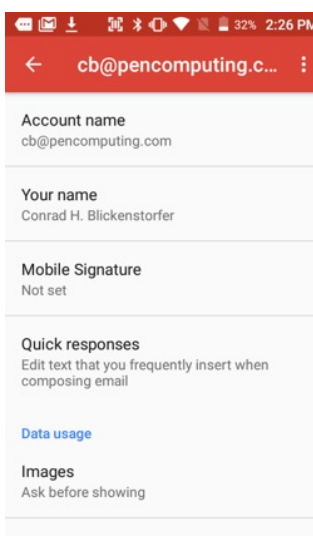 32% 2:26 PM
cb@pencomputing.c...
Account name
cb@pencomputing.com
Your name
Conrad H. Blickenstorfer
Mobile Signature
Not set
Quick responses
Edit text that you frequently insert when
composing email
Data usage
Images
Ask before showing